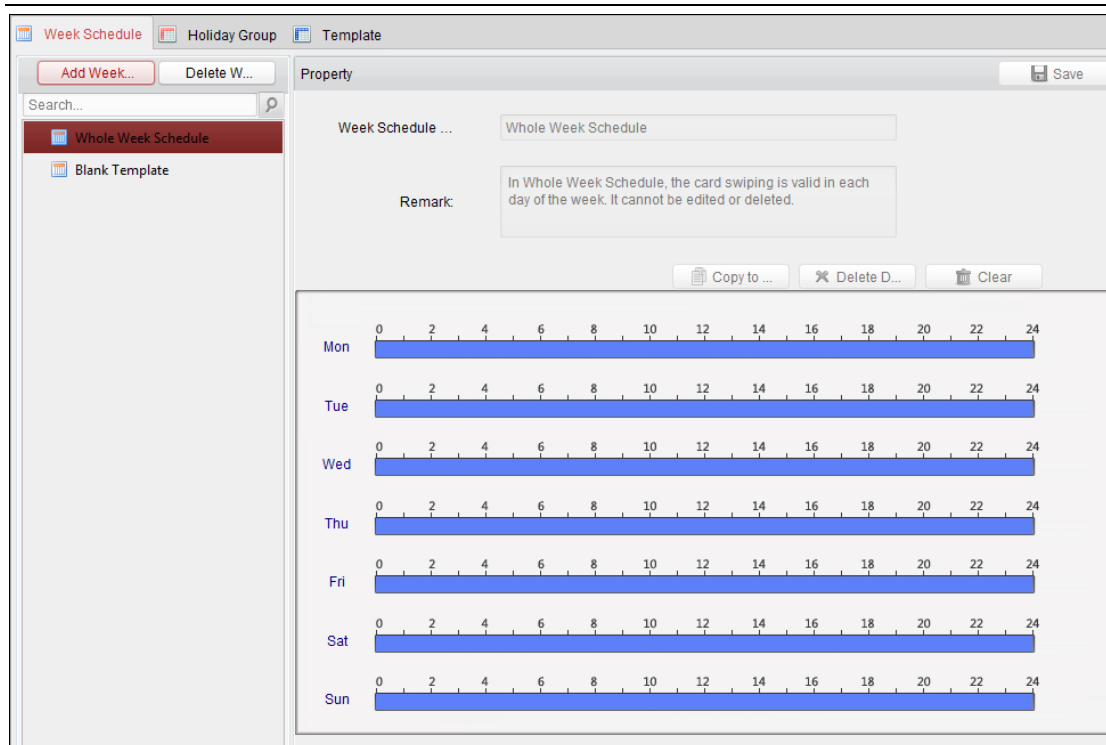 Week Schedule Holiday Group Template
Add Week... Delete W...
Property
Save
Search...
Whole Week Schedule
Blank Template
Week Schedule ... Whole Week Schedule
Remark: In Whole Week Schedule, the card swiping is valid in each
day of the week. It cannot be edited or deleted.
Copy to ... Delete D... Clear
0 2 4 6 8 10 12 14 16 18 20 22 24
Mon
0 2 4 6 8 10 12 14 16 18 20 22 24
Tue
0 2 4 6 8 10 12 14 16 18 20 22 24
Wed
0 2 4 6 8 10 12 14 16 18 20 22 24
Thu
0 2 4 6 8 10 12 14 16 18 20 22 24
Fri
0 2 4 6 8 10 12 14 16 18 20 22 24
Sat
0 2 4 6 8 10 12 14 16 18 20 22 24
Sun